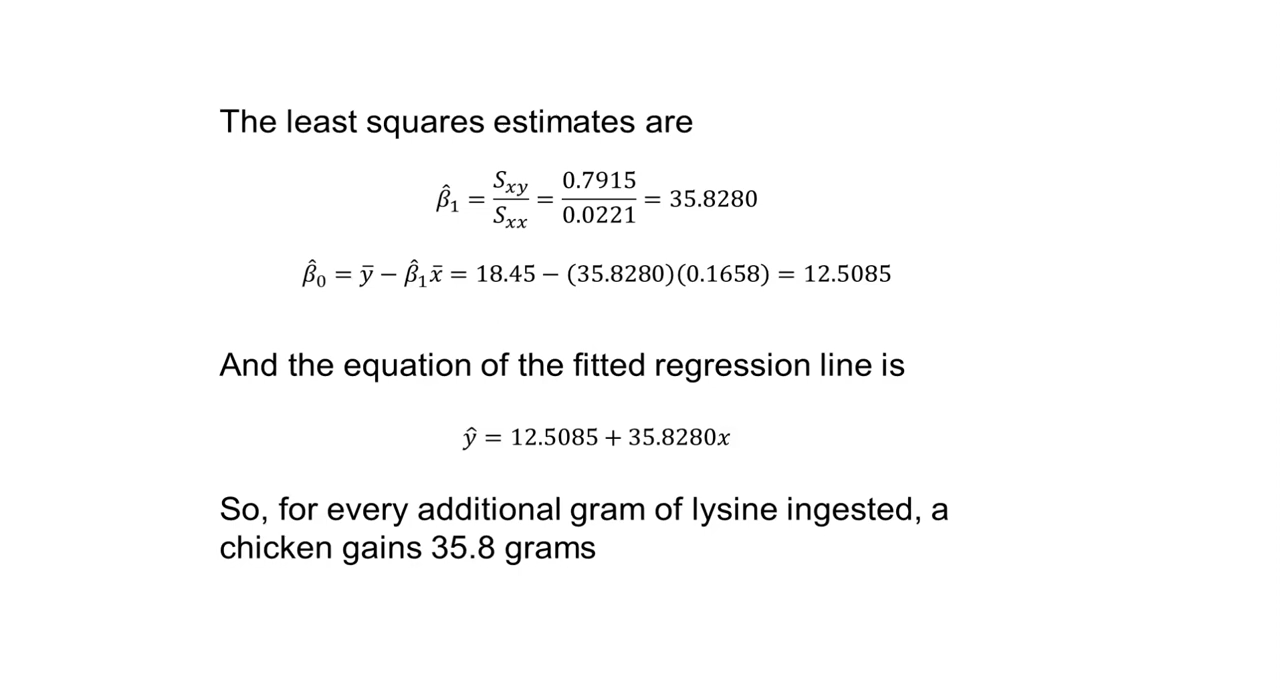 The least squares estimates are
β̂₁ = Sxy/Sxx = 0.7915/0.0221 = 35.8280
β̂₀ = ȳ − β̂₁x̄ = 18.45 − (35.8280)(0.1658) = 12.5085
And the equation of the fitted regression line is
ŷ = 12.5085 + 35.8280x
So, for every additional gram of lysine ingested, a
chicken gains 35.8 grams